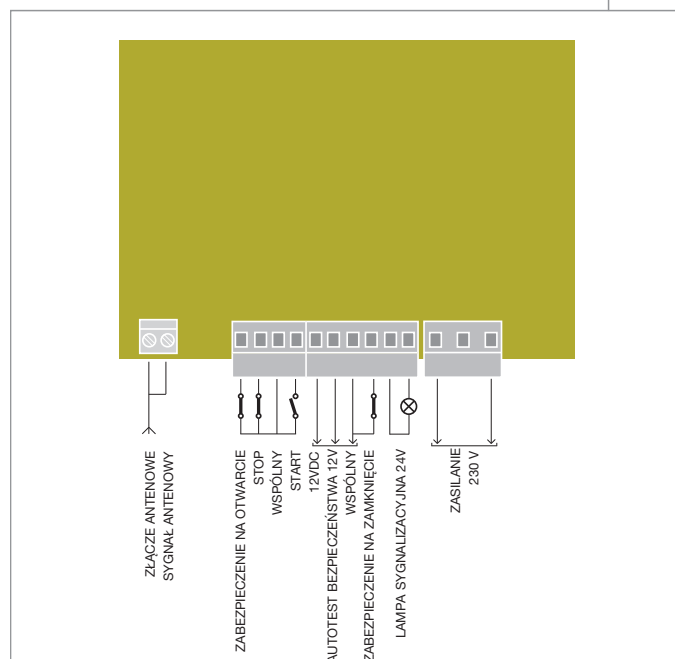 ZŁĄCZE ANTENOWE
SYGNAŁ ANTENOWY
ZABEZPIECZENIE NA OTWARCIE
STOP
WSPÓLNY
START
12VDC
AUTOTEST BEZPIECZEŃSTWA 12V
WSPÓLNY
ZABEZPIECZENIE NA ZAMKNIĘCIE
LAMPA SYGNALIZACYJNA 24V
ZASILANIE
230 V